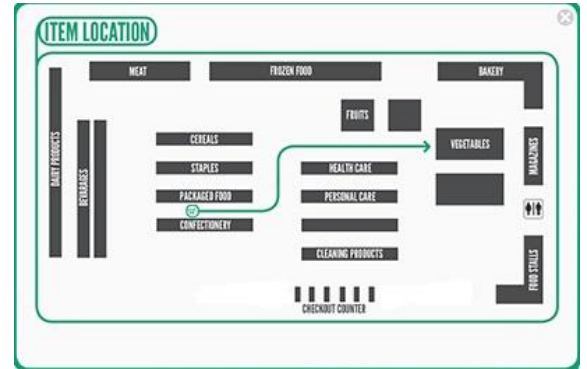 ITEM LOCATION
MEAT
FROZEN FOOD
BAKERY
FRUITS
DAIRY PRODUCTS
BEVARAGES
CEREALS
STAPLES
PACKAGED FOOD
CONFECTIONERY
HEALTH CARE
PERSONAL CARE
CLEANING PRODUCTS
VEGETABLES
MAGAZINES
FOOD STALLS
CHECKOUT COUNTER